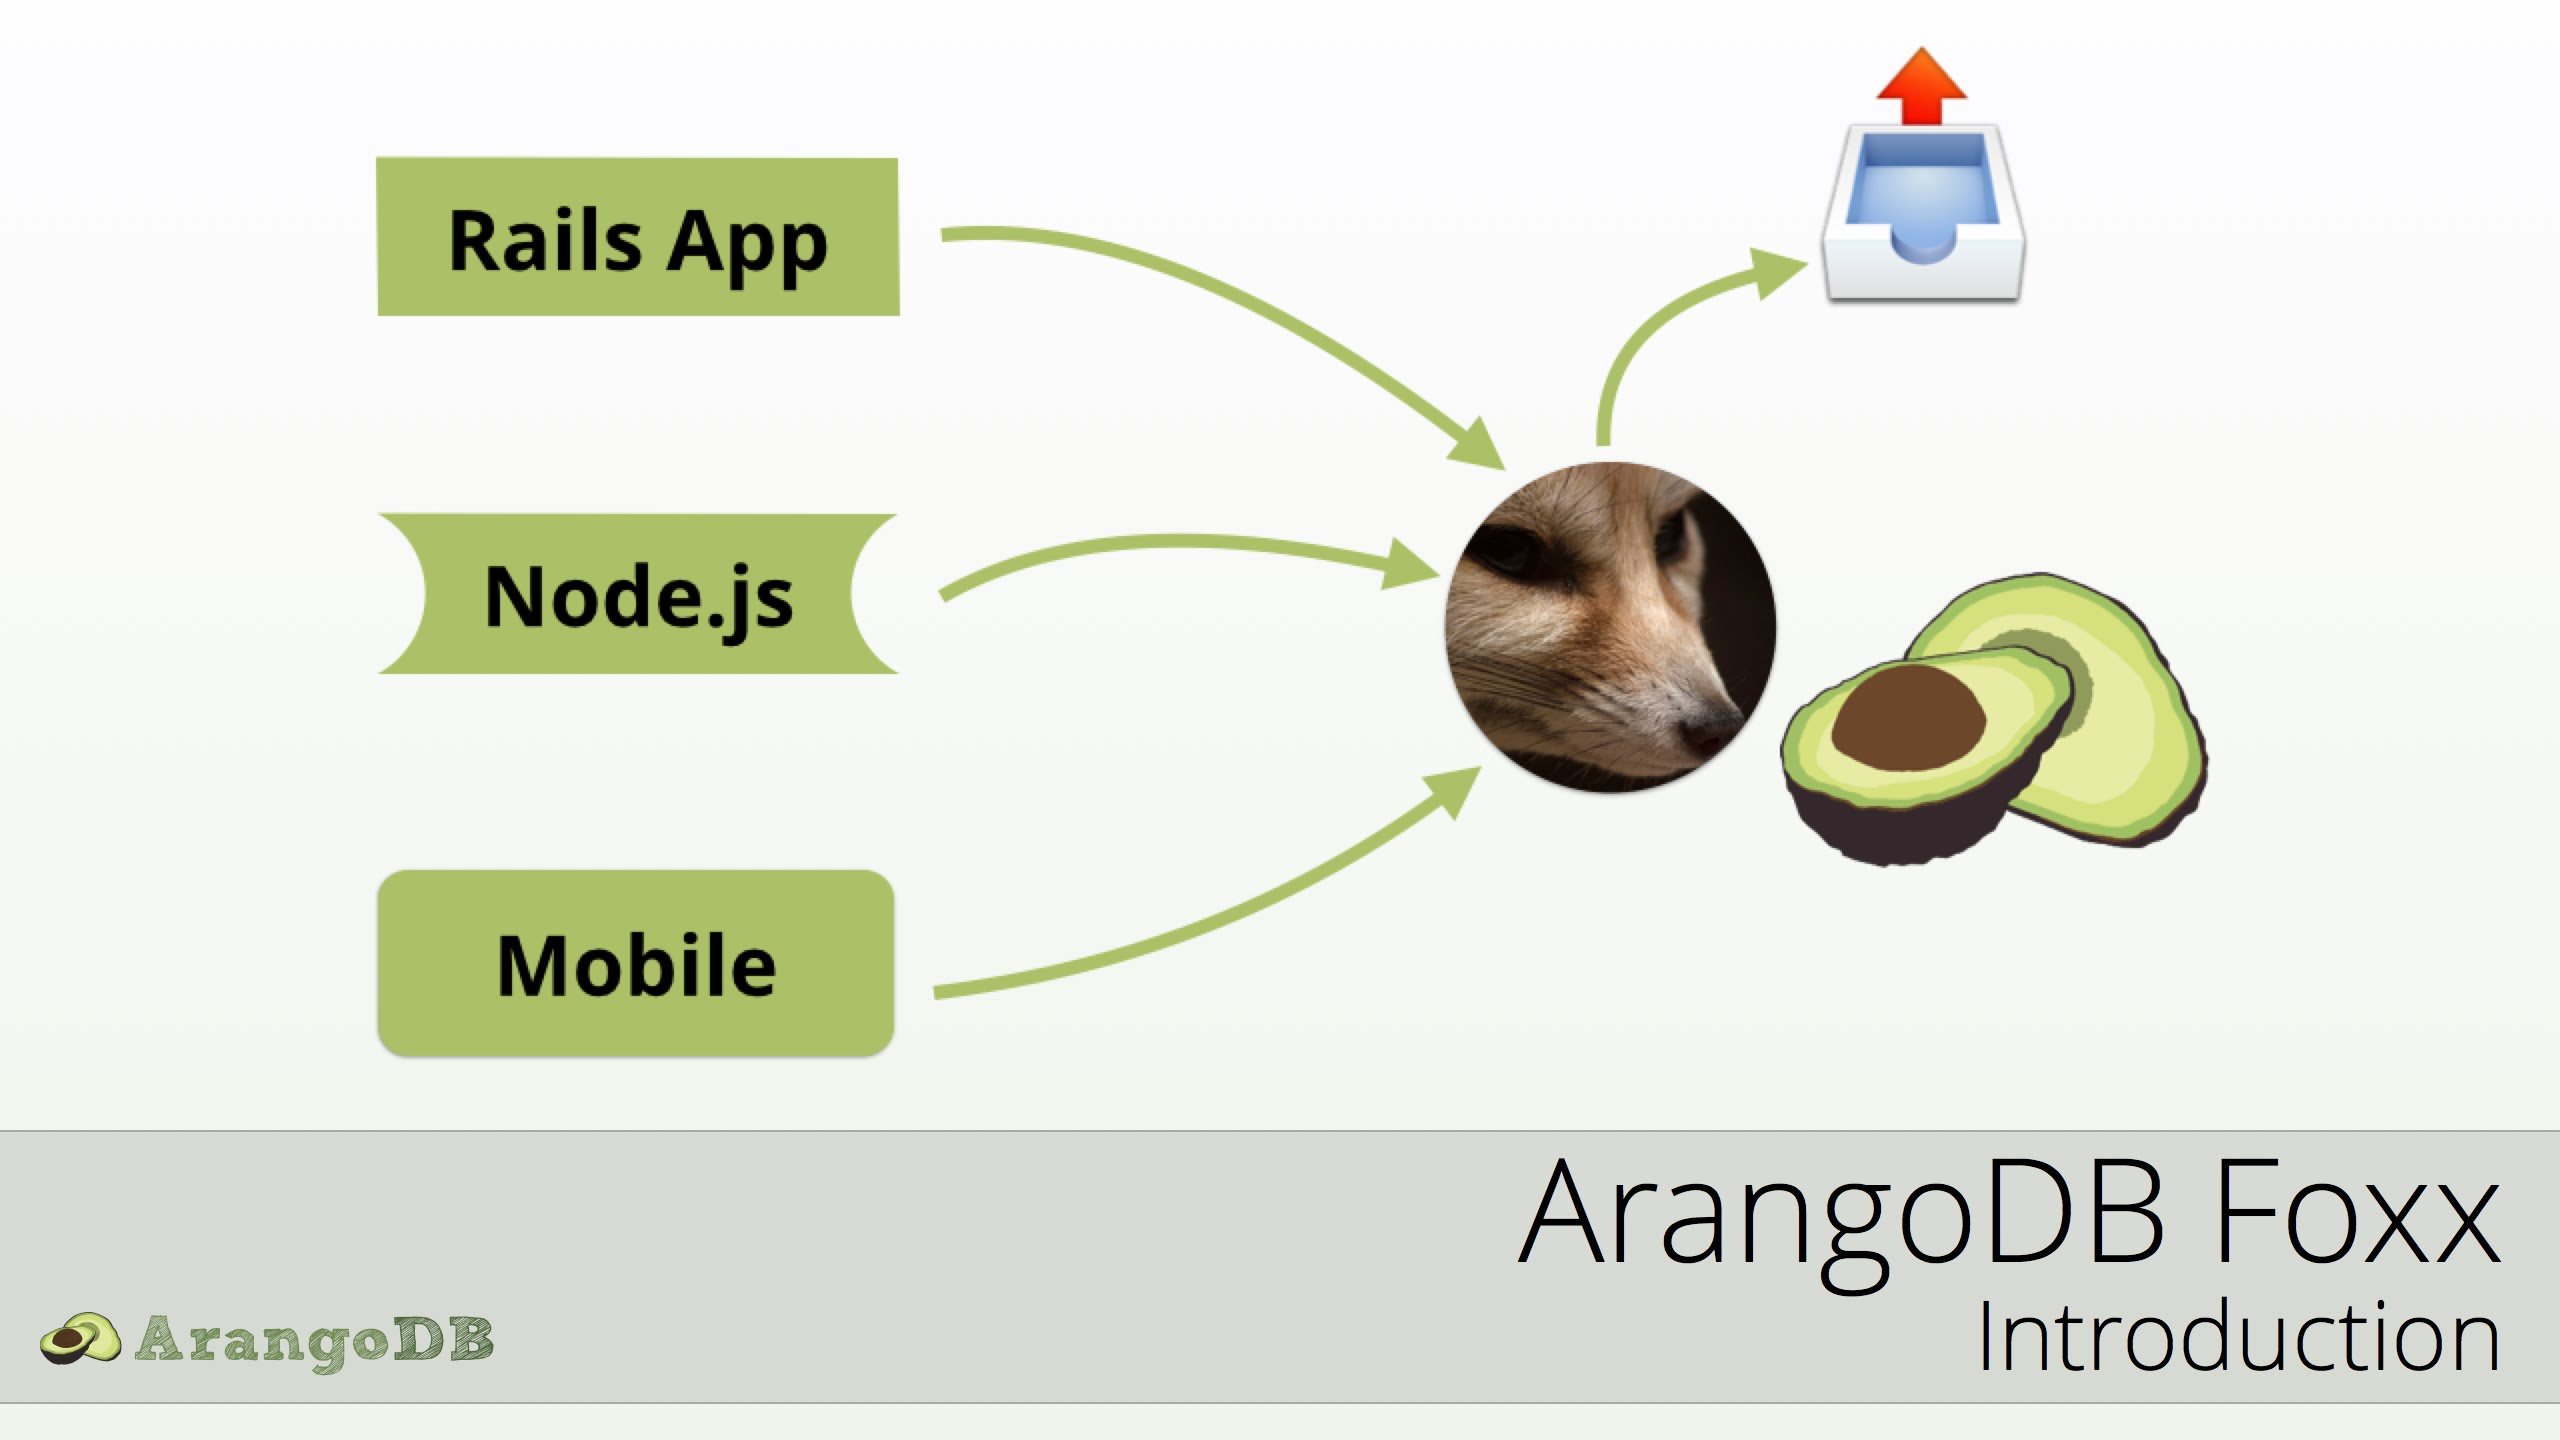 Rails App
Node.js
Mobile
ArangoDB Foxx
Introduction
ArangoDB